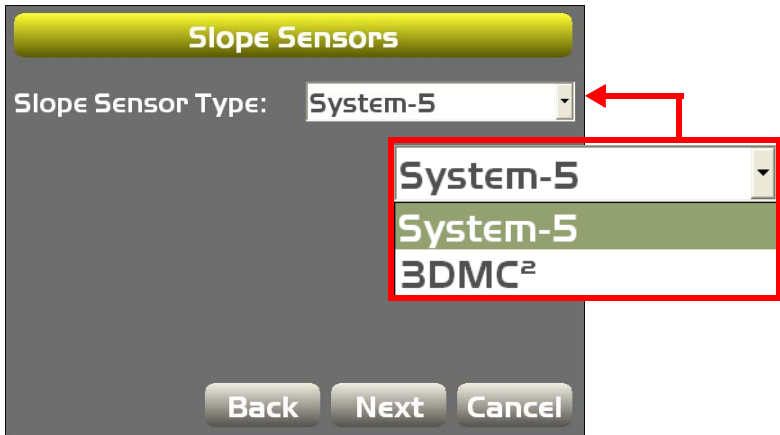 Slope Sensors
Slope Sensor Type: System-5
System-5
System-5
3DMC²
Back Next Cancel